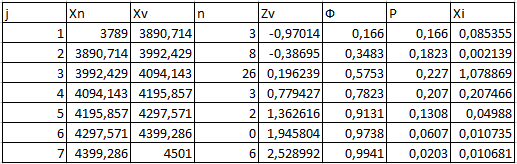 j Xn Xv n Zv Ф P Xi
1 3789 3890,714 3 -0,97014 0,166 0,166 0,085355
2 3890,714 3992,429 8 -0,38695 0,3483 0,1823 0,002139
3 3992,429 4094,143 26 0,196239 0,5753 0,227 1,078869
4 4094,143 4195,857 3 0,779427 0,7823 0,207 0,207466
5 4195,857 4297,571 2 1,362616 0,9131 0,1308 0,04988
6 4297,571 4399,286 0 1,945804 0,9738 0,0607 0,010735
7 4399,286 4501 6 2,528992 0,9941 0,0203 0,010681